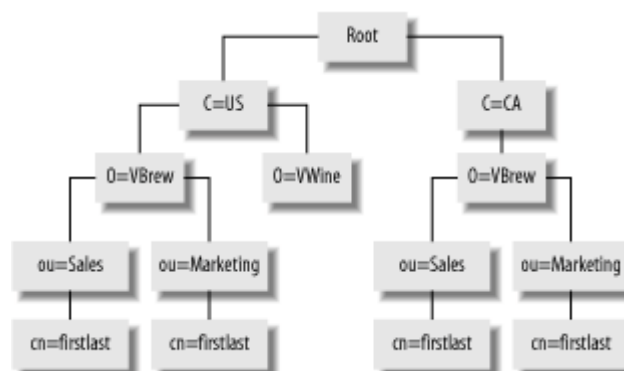 Root
C=US
C=CA
O=VBrew
O=VWine
O=VBrew
ou=Sales
ou=Marketing
ou=Sales
ou=Marketing
cn=firstlast
cn=firstlast
cn=firstlast
cn=firstlast